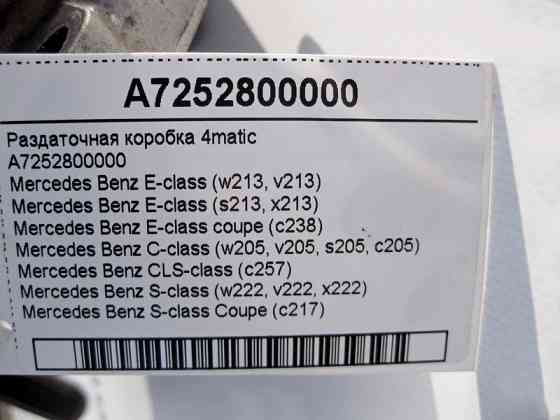 A7252800000
Раздаточная коробка 4matic
A7252800000
Mercedes Benz E-class (w213, v213)
Mercedes Benz E-class (s213, x213)
Mercedes Benz E-class coupe (c238)
Mercedes Benz C-class (w205, v205, s205, c205)
Mercedes Benz CLS-class (c257)
Mercedes Benz S-class (w222, v222, x222)
Mercedes Benz S-class Coupe (c217)